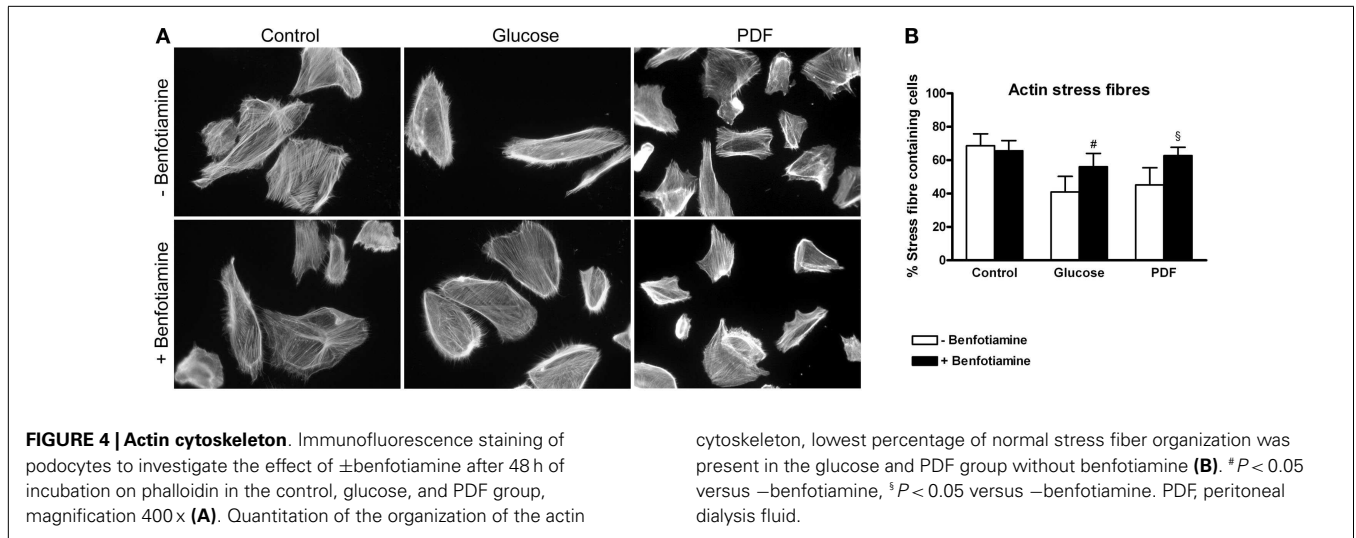 A
Control
Glucose
PDF
- Benfotiamine
+ Benfotiamine
B
Actin stress fibres
% Stress fibre containing cells
100
80
60
40
20
0
#
§
Control
Glucose
PDF
- Benfotiamine
+ Benfotiamine
FIGURE 4 | Actin cytoskeleton. Immunofluorescence staining of
podocytes to investigate the effect of ±benfotiamine after 48 h of
incubation on phalloidin in the control, glucose, and PDF group,
magnification 400 x (A). Quantitation of the organization of the actin
cytoskeleton, lowest percentage of normal stress fiber organization was
present in the glucose and PDF group without benfotiamine (B). #P < 0.05
versus −benfotiamine, §P < 0.05 versus −benfotiamine. PDF, peritoneal
dialysis fluid.